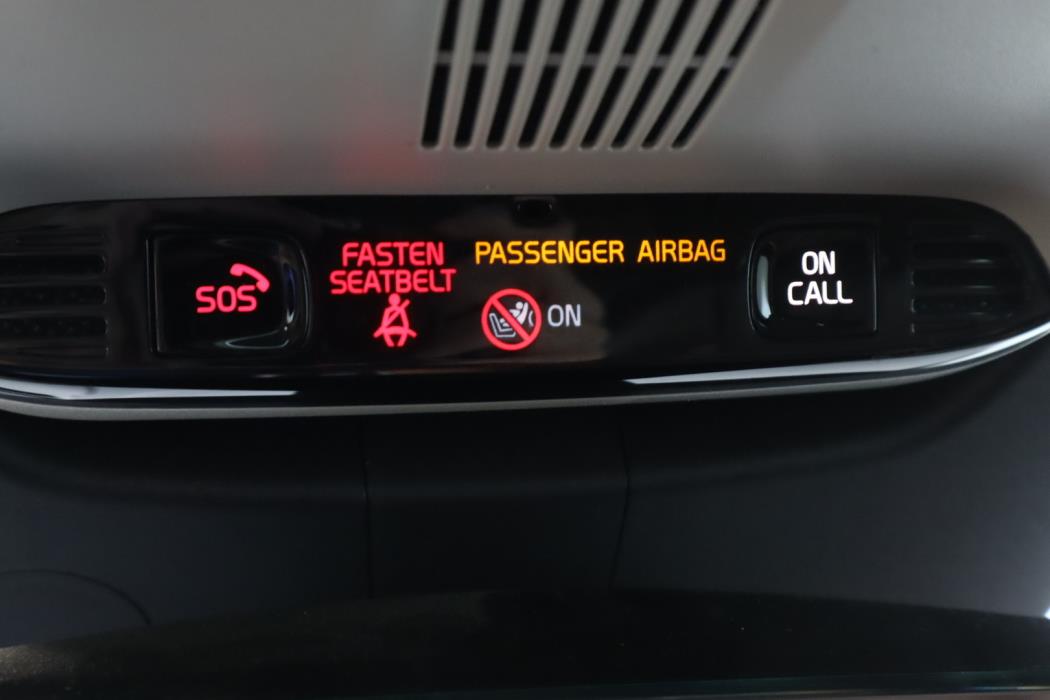 SOS
FASTEN
SEATBELT
PASSENGER AIRBAG
ON
ON
CALL